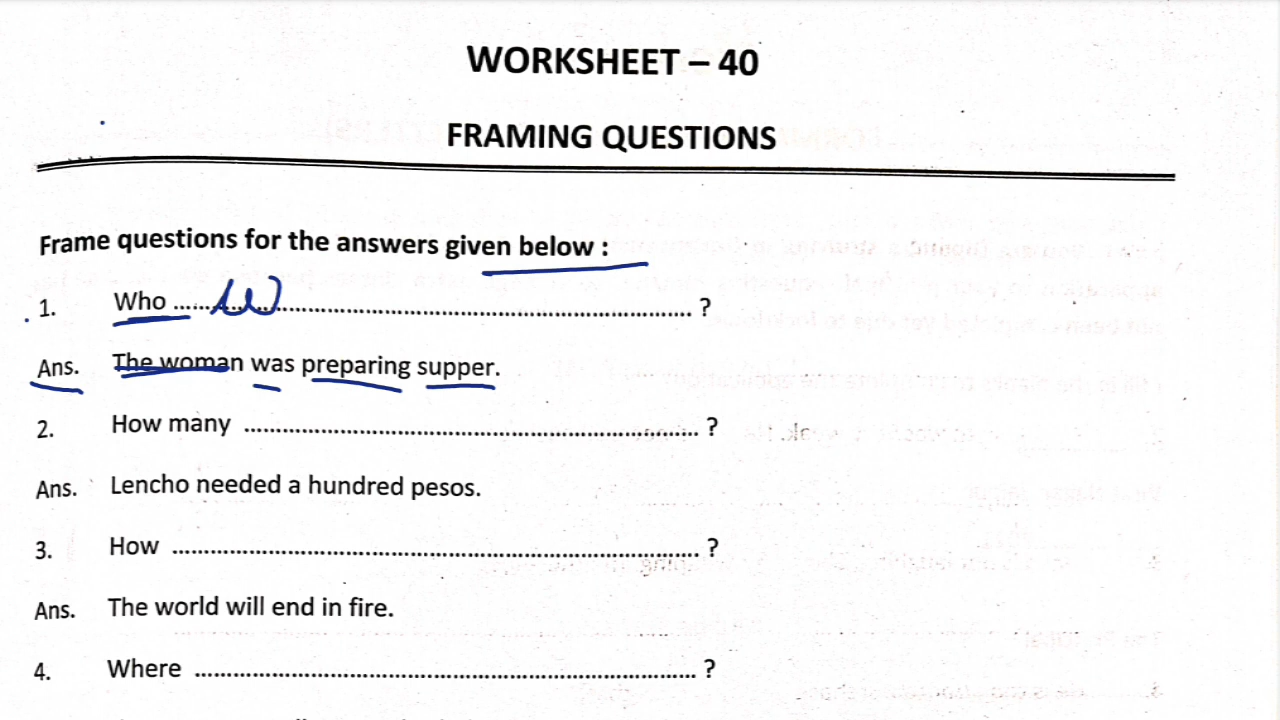 WORKSHEET – 40
FRAMING QUESTIONS
Frame questions for the answers given below :
1. Who ..... W ........................................................ ?
Ans. The woman was preparing supper.
2. How many ................................................................ ?
Ans. Lencho needed a hundred pesos.
3. How ........................................................................... ?
Ans. The world will end in fire.
4. Where ....................................................................... ?